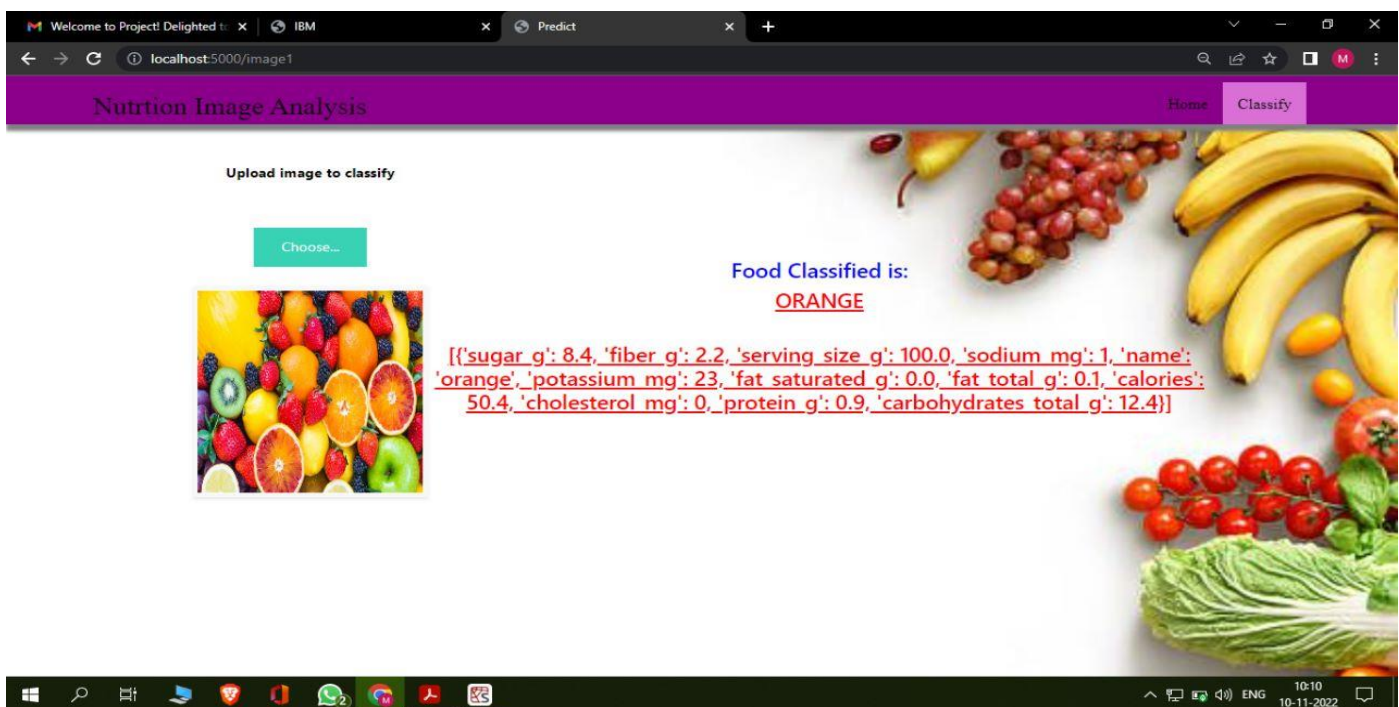 Welcome to Project! Delighted to
IBM
Predict
localhost:5000/image1
M
Nutrtion Image Analysis
Home
Classify
Upload image to classify
Choose...
Food Classified is:
ORANGE
[{'sugar_g': 8.4, 'fiber_g': 2.2, 'serving_size_g': 100.0, 'sodium_mg': 1, 'name':
'orange', 'potassium_mg': 23, 'fat_saturated_g': 0.0, 'fat_total_g': 0.1, 'calories':
50.4, 'cholesterol_mg': 0, 'protein_g': 0.9, 'carbohydrates_total_g': 12.4}]
2
ENG
10:10
10-11-2022